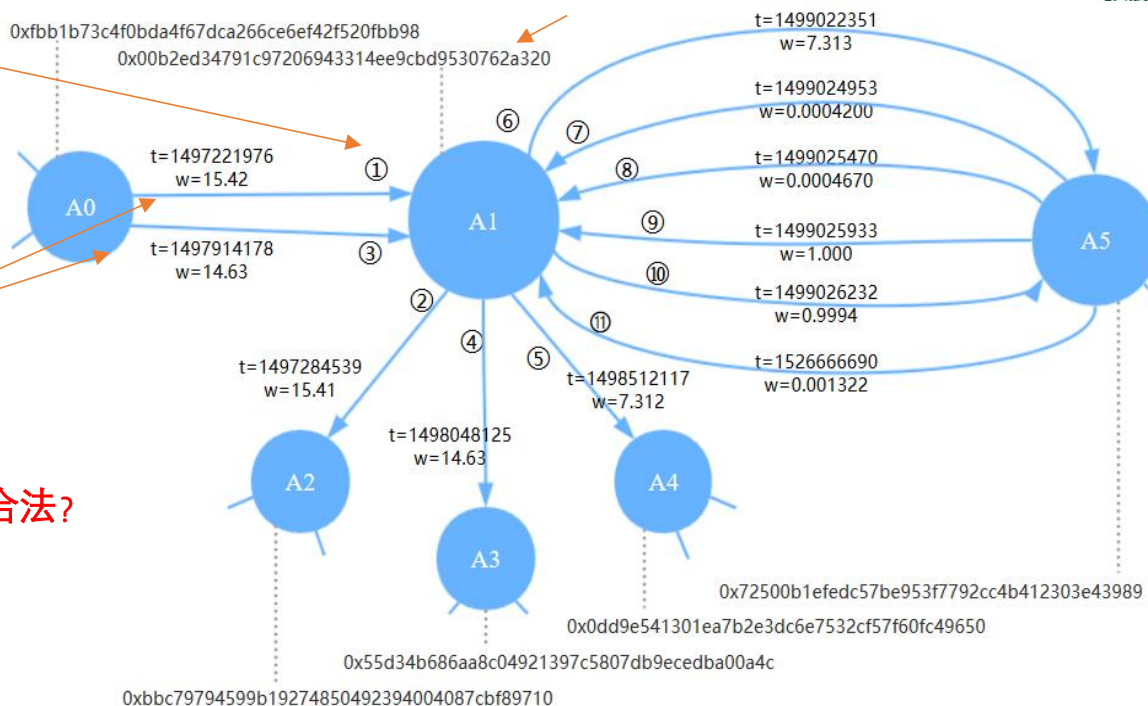 0xfbb1b73c4f0bda4f67dca266ce6ef42f520fbb98
0x00b2ed34791c97206943314ee9cbd9530762a320
t=1499022351
w=7.313
⑥
⑦
t=1499024953
w=0.0004200
t=1497221976
w=15.42
①
⑧
t=1499025470
w=0.0004670
A0
A1
⑨
t=1499025933
w=1.000
A5
t=1497914178
w=14.63
③
⑩
t=1499026232
w=0.9994
②
④
⑤
⑪
t=1526666690
w=0.001322
t=1497284539
w=15.41
t=1498512117
w=7.312
t=1498048125
w=14.63
A2
A4
合法?
A3
0x72500b1efedc57be953f7792cc4b412303e43989
0x0dd9e541301ea7b2e3dc6e7532cf57f60fc49650
0x55d34b686aa8c04921397c5807db9ecedba00a4c
0xbbc79794599b19274850492394004087cbf89710